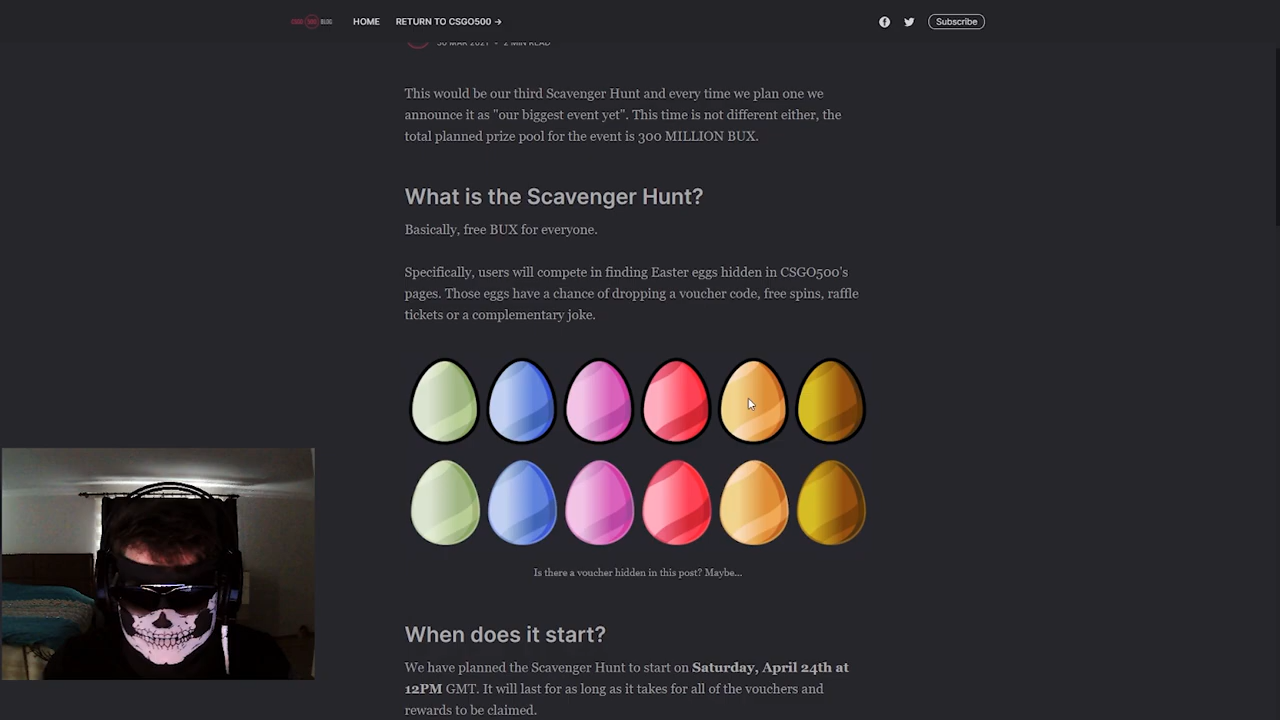 HOME RETURN TO CSGO500 → Subscribe
30 MAR 2021 • 2 MIN READ
This would be our third Scavenger Hunt and every time we plan one we
announce it as "our biggest event yet". This time is not different either, the
total planned prize pool for the event is 300 MILLION BUX.
What is the Scavenger Hunt?
Basically, free BUX for everyone.
Specifically, users will compete in finding Easter eggs hidden in CSGO500's
pages. Those eggs have a chance of dropping a voucher code, free spins, raffle
tickets or a complementary joke.
Is there a voucher hidden in this post? Maybe...
When does it start?
We have planned the Scavenger Hunt to start on Saturday, April 24th at
12PM GMT. It will last for as long as it takes for all of the vouchers and
rewards to be claimed.